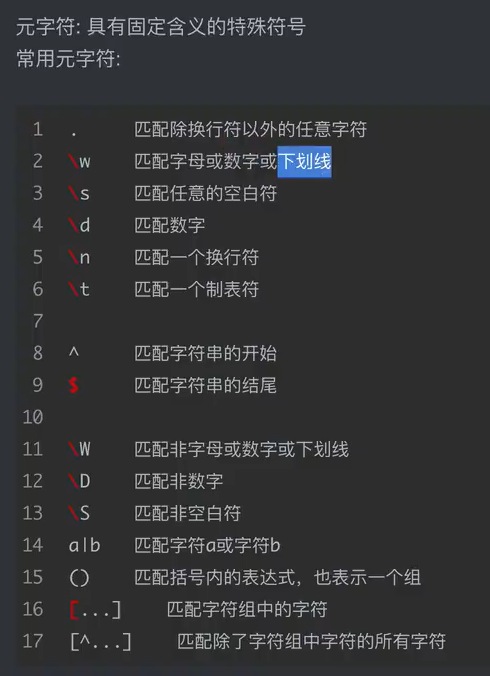 元字符: 具有固定含义的特殊符号
常用元字符:
1 . 匹配除换行符以外的任意字符
2 \w 匹配字母或数字或下划线
3 \s 匹配任意的空白符
4 \d 匹配数字
5 \n 匹配一个换行符
6 \t 匹配一个制表符
7
8 ^ 匹配字符串的开始
9 $ 匹配字符串的结尾
10
11 \W 匹配非字母或数字或下划线
12 \D 匹配非数字
13 \S 匹配非空白符
14 a|b 匹配字符a或字符b
15 () 匹配括号内的表达式，也表示一个组
16 [...] 匹配字符组中的字符
17 [^...] 匹配除了字符组中字符的所有字符